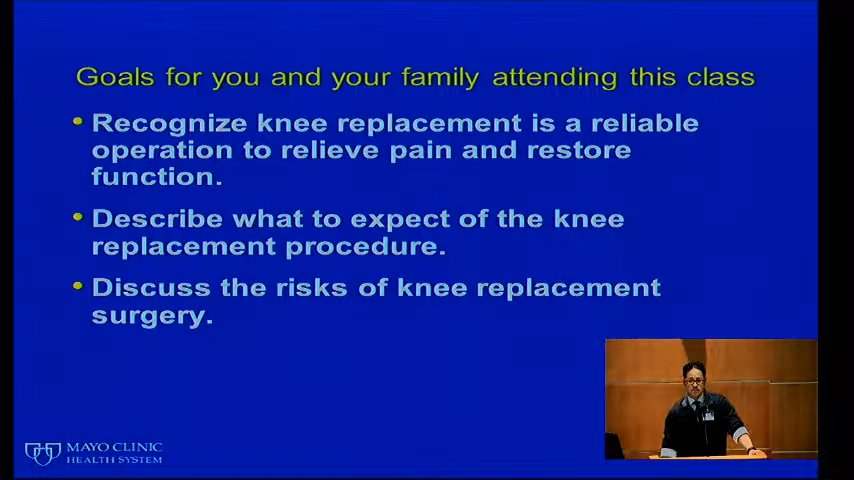 Goals for you and your family attending this class
• Recognize knee replacement is a reliable
operation to relieve pain and restore
function.
• Describe what to expect of the knee
replacement procedure.
• Discuss the risks of knee replacement
surgery.
MAYO CLINIC
HEALTH SYSTEM